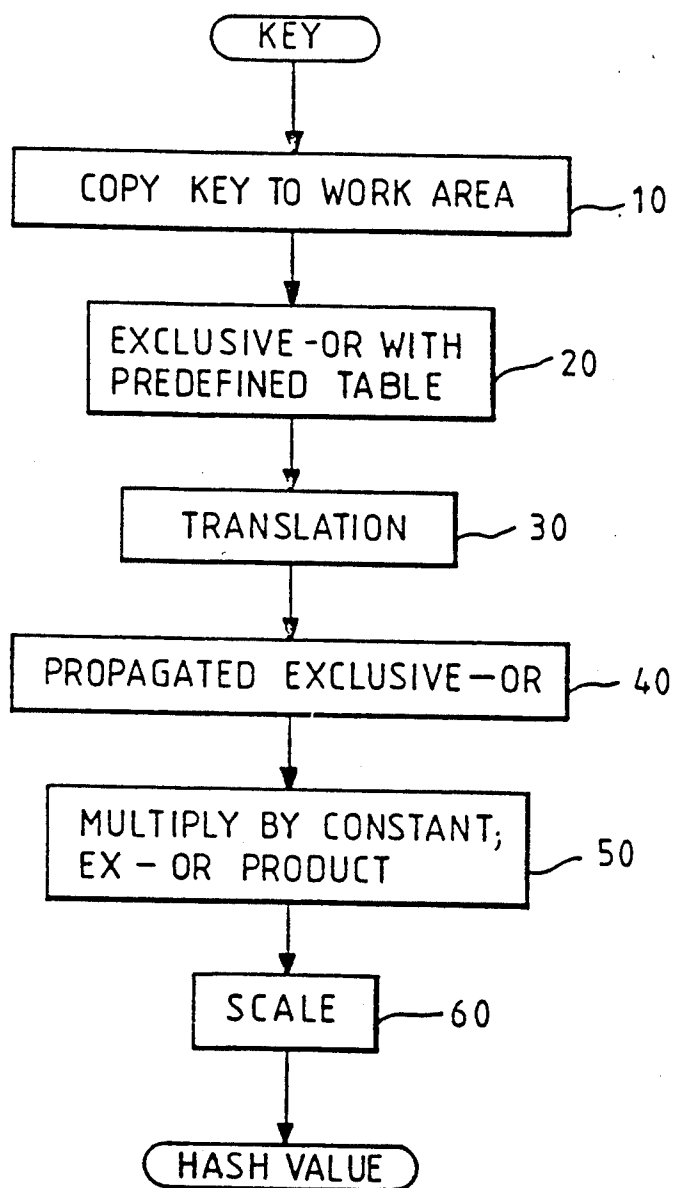 KEY
COPY KEY TO WORK AREA
10
EXCLUSIVE-OR WITH
PREDEFINED TABLE
20
TRANSLATION
30
PROPAGATED EXCLUSIVE-OR
40
MULTIPLY BY CONSTANT;
EX-OR PRODUCT
50
SCALE
60
HASH VALUE